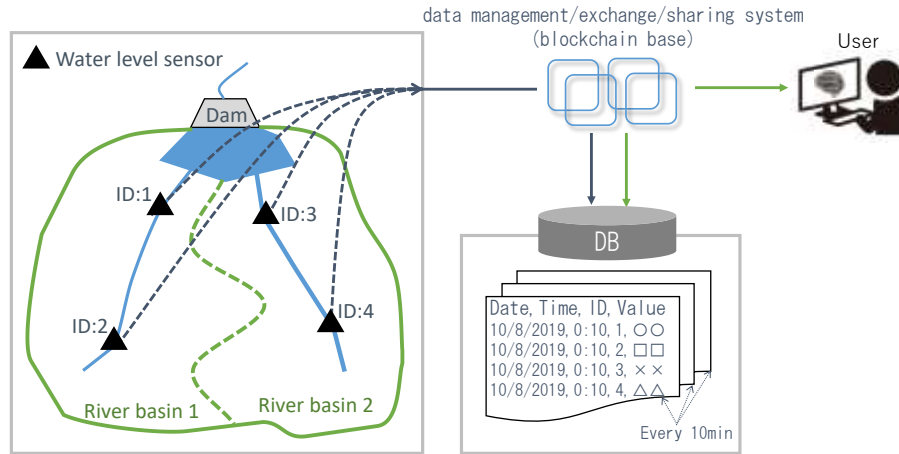 data management/exchange/sharing system
(blockchain base)
User
Water level sensor
Dam
ID:1
ID:3
ID:2
ID:4
River basin 1
River basin 2
DB
Date, Time, ID, Value
10/8/2019, 0:10, 1, ○○
10/8/2019, 0:10, 2, □□
10/8/2019, 0:10, 3, ××
10/8/2019, 0:10, 4, △△
Every 10min